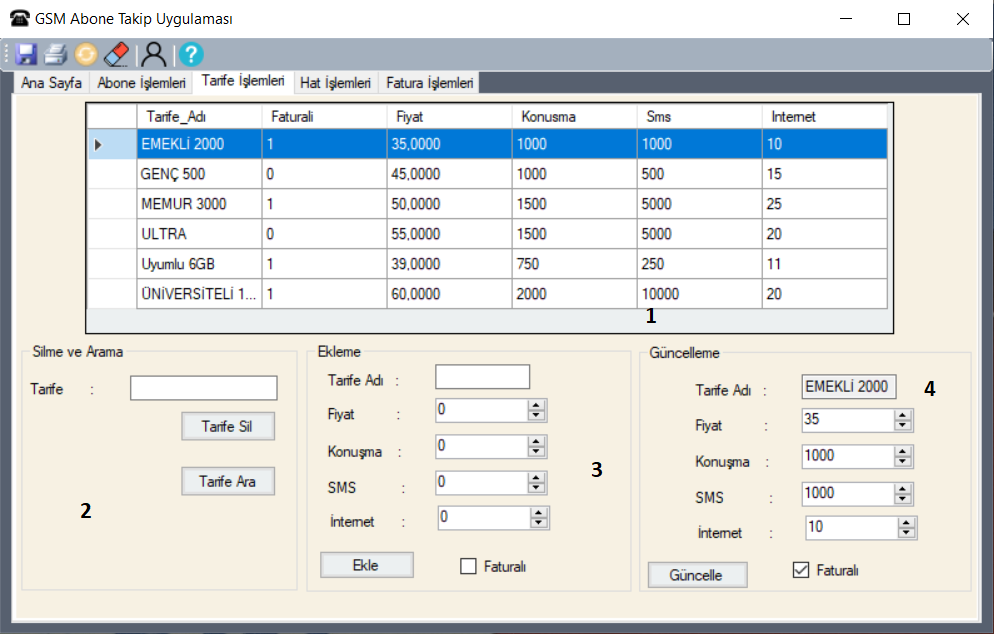 GSM Abone Takip Uygulaması
?
Ana Sayfa Abone İşlemleri Tarife İşlemleri Hat İşlemleri Fatura İşlemleri
Tarife_Adı Faturali Fiyat Konusma Sms Internet
EMEKLİ 2000 1 35,0000 1000 1000 10
GENÇ 500 0 45,0000 1000 500 15
MEMUR 3000 1 50,0000 1500 5000 25
ULTRA 0 55,0000 1500 5000 20
Uyumlu 6GB 1 39,0000 750 250 11
ÜNİVERSİTELİ 1... 1 60,0000 2000 10000 20
1
Silme ve Arama
Tarife :
Tarife Sil
Tarife Ara
2
Ekleme
Tarife Adı :
Fiyat : 0
Konuşma : 0
SMS : 0
İnternet : 0
Ekle Faturalı
3
Güncelleme
Tarife Adı : EMEKLİ 2000
Fiyat : 35
Konuşma : 1000
SMS : 1000
İnternet : 10
Güncelle Faturalı
4